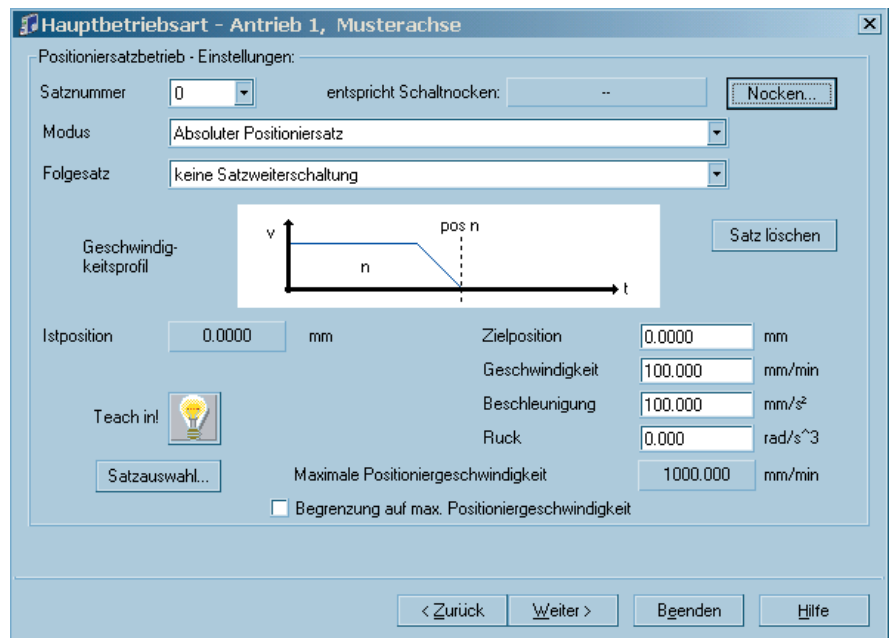 Hauptbetriebsart - Antrieb 1, Musterachse
Positioniersatzbetrieb - Einstellungen:
Satznummer 0 entspricht Schaltnocken: -- Nocken...
Modus Absoluter Positioniersatz
Folgesatz keine Satzweiterschaltung
v pos n
Geschwindig-
keitsprofil
n
t
Satz löschen
Istposition 0.0000 mm Zielposition 0.0000 mm
Geschwindigkeit 100.000 mm/min
Teach in! Beschleunigung 100.000 mm/s²
Ruck 0.000 rad/s^3
Satzauswahl... Maximale Positioniergeschwindigkeit 1000.000 mm/min
Begrenzung auf max. Positioniergeschwindigkeit
< Zurück Weiter > Beenden Hilfe